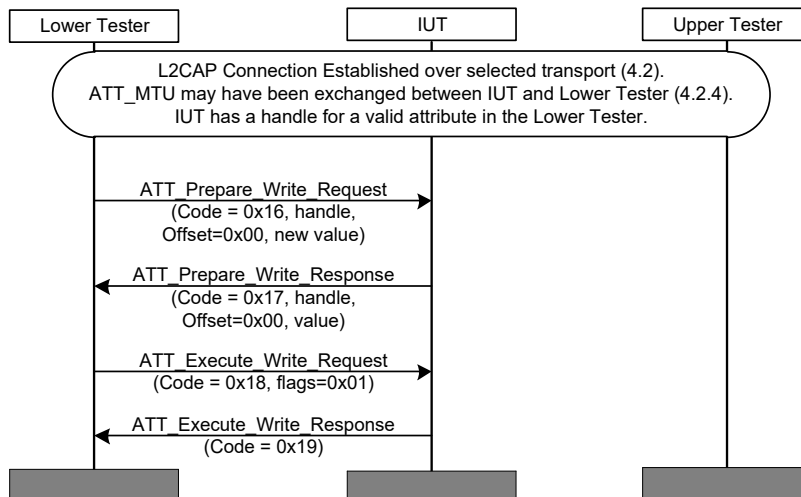 Lower Tester
IUT
Upper Tester
L2CAP Connection Established over selected transport (4.2).
ATT_MTU may have been exchanged between IUT and Lower Tester (4.2.4).
IUT has a handle for a valid attribute in the Lower Tester.
ATT_Prepare_Write_Request
(Code = 0x16, handle,
Offset=0x00, new value)
ATT_Prepare_Write_Response
(Code = 0x17, handle,
Offset=0x00, value)
ATT_Execute_Write_Request
(Code = 0x18, flags=0x01)
ATT_Execute_Write_Response
(Code = 0x19)